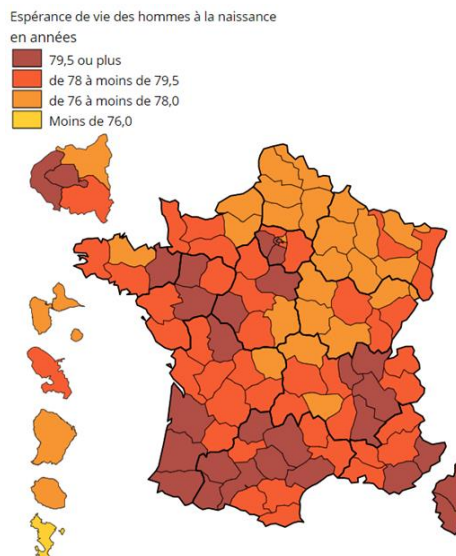 Espérance de vie des hommes à la naissance
en années
79,5 ou plus
de 78 à moins de 79,5
de 76 à moins de 78,0
Moins de 76,0